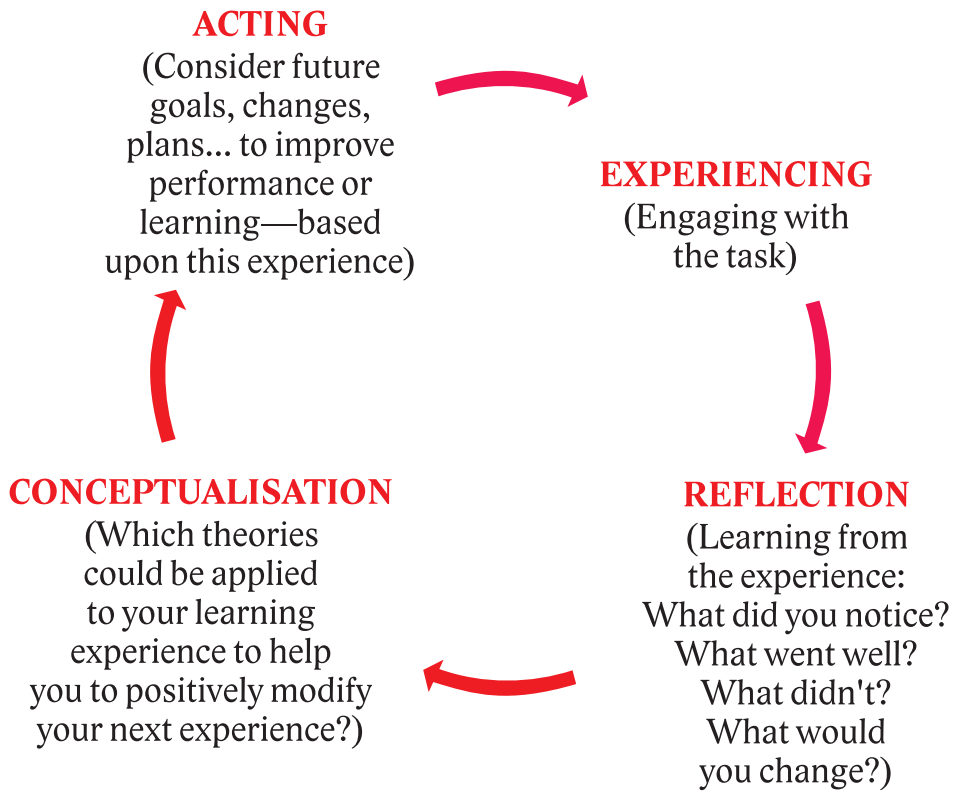 ACTING
(Consider future
goals, changes,
plans... to improve
performance or
learning—based
upon this experience)
EXPERIENCING
(Engaging with
the task)
REFLECTION
(Learning from
the experience:
What did you notice?
What went well?
What didn't?
What would
you change?)
CONCEPTUALISATION
(Which theories
could be applied
to your learning
experience to help
you to positively modify
your next experience?)